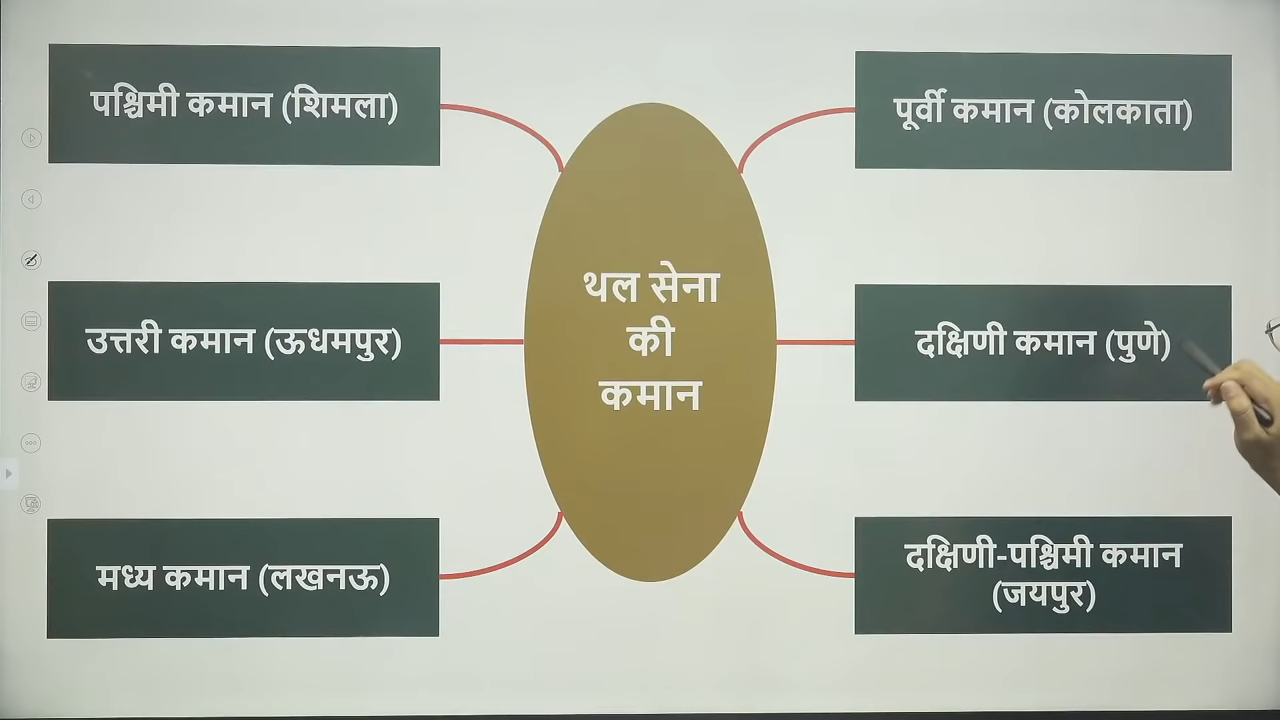 पश्चिमी कमान (शिमला)
उत्तरी कमान (ऊधमपुर)
मध्य कमान (लखनऊ)
थल सेना
की
कमान
पूर्वी कमान (कोलकाता)
दक्षिणी कमान (पुणे)
दक्षिणी-पश्चिमी कमान
(जयपुर)